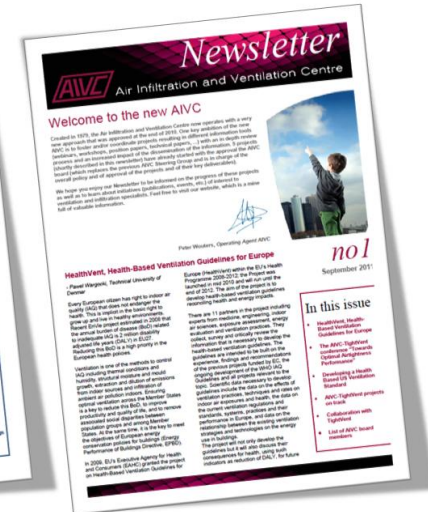 Newsletter
AIVC
Air Infiltration and Ventilation Centre
Welcome to the new AIVC
Created in 1979, the Air Infiltration and Ventilation Centre now operates with a very
new approach that was approved at the end of 2010. One key ambition of the new
AIVC is to foster and/or coordinate projects resulting in different information tools
(webinars, workshops, position papers, technical papers, ...) with an in depth review
process and an increased impact of the dissemination of the information. 5 projects
(shortly described in this newsletter) have already started with the approval the AIVC
board (which replaces the previous AIVC Steering Group and is in charge of the
overall policy and of approval of the projects and of their key deliverables).
We hope you enjoy our Newsletter to be informed on the progress of these projects
as well as to learn about initiatives (publications, events, etc.) of interest to
ventilation and infiltration specialists. Feel free to visit our website, which is a mine
full of valuable information.
Peter Wouters, Operating Agent AIVC
HealthVent, Health-Based Ventilation Guidelines for Europe
- Pawel Wargocki, Technical University of
Denmark
Every European citizen has right to indoor air
quality (IAQ) that does not endanger the
health. This is implicit in the basic right to
grow up and live in healthy environments.
Recent EnVie project estimated in 2009 that
the annual burden of disease (BoD) related
to inadequate IAQ is 2 million disability
adjusted life years (DALY) in EU27.
Reducing this BoD is a high priority in the
European health policies.
Ventilation is one of the methods to control
IAQ including thermal conditions and
humidity, structural moisture and mould
growth, extraction and dilution of emissions
from indoor sources and infiltration of
ambient air pollution indoors. Ensuring
optimal ventilation across the Member States
is a key to reduce this BoD, to improve
productivity and quality of life, and to remove
associated social disparities between
population groups and among Member
States. At the same time, it is the key to meet
the objectives of European energy
conservation policies for buildings (Energy
Performance of Buildings Directive, EPBD).
In 2009, EU's Executive Agency for Health
and Consumers (EAHC) granted the project
on Health-Based Ventilation Guidelines for
Europe (HealthVent) within the EU's Health
Programme 2008-2013; the Project was
launched in mid 2010 and will run until the
end of 2012. The aim of the project is to
develop health-based ventilation guidelines
reconciling health and energy impacts.
There are 11 partners in the project including
experts from medicine, engineering, indoor
air sciences, exposure assessment, energy
evaluation and ventilation practices. They
collect, survey and critically review the
information that is necessary to develop the
health-based ventilation guidelines. The
guidelines are intended to be built on the
experience, findings and recommendations
of the previous projects funded by EC, the
ongoing development of the WHO IAQ
Guidelines and all projects relevant to the
topic. Scientific data necessary to develop
guidelines include the data on the effects of
ventilation practices, techniques and rates on
indoor air exposures and health; the data on
the current ventilation regulations and
standards, systems, practices and their
performance in Europe, and data on the
relationship between the existing ventilation
strategies and technologies on the energy
use in buildings.
The project will not only develop the
guidelines but it will also discuss their
consequences for health, using such
indicators as reduction of DALY, for future
no 1
September 201
In this issue
HealthVent, Health-
Based Ventilation
Guidelines for Europe
The AIVC-TightVent
conference "Towards
Optimal Airtightness
Performance"
Developing a Health
Based US Ventilation
Standard
AIVC-TightVent projects
on track
Collaboration with
TightVent
List of AIVC board
members